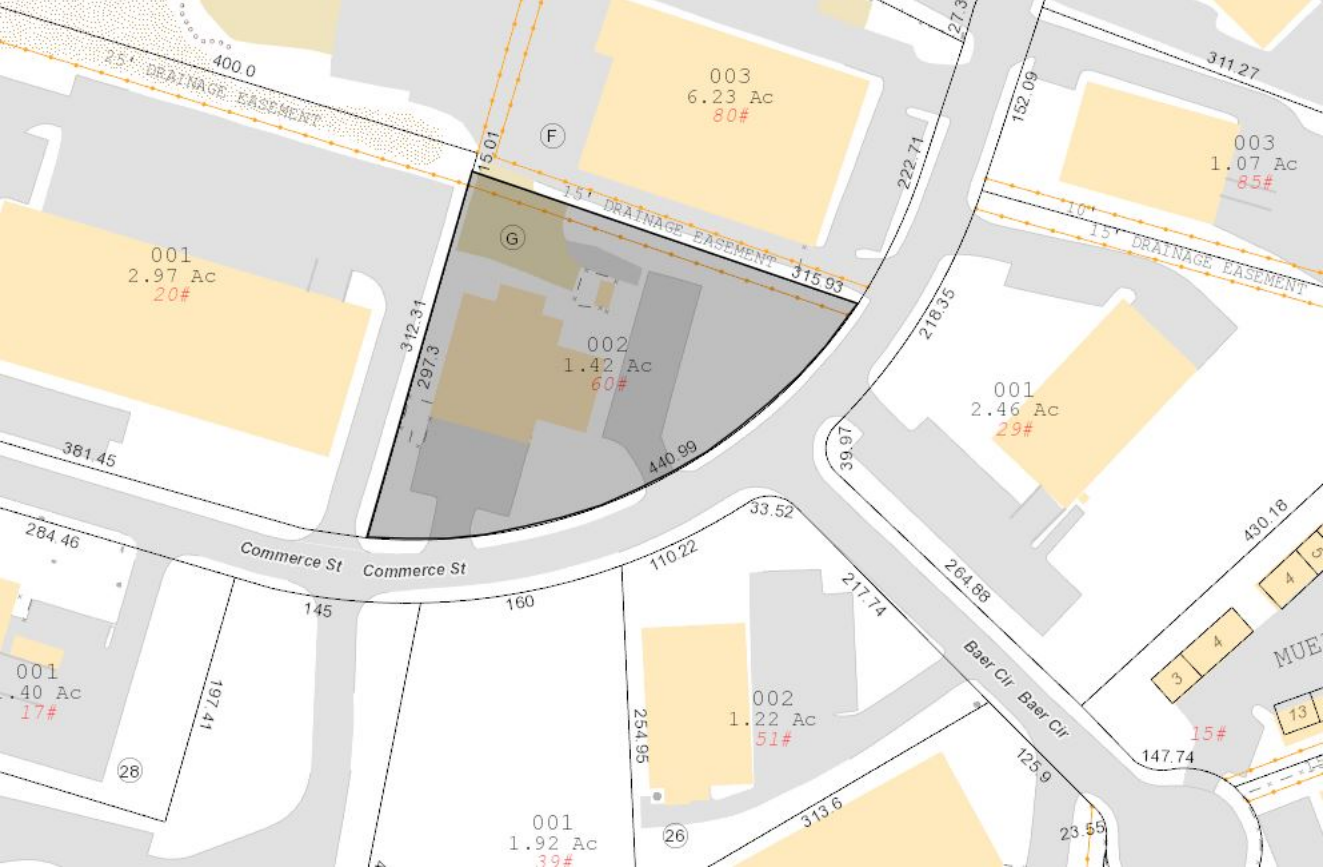 400.0
25' DRAINAGE EASEMENT
15.01
F
003
6.23 Ac
80#
222.71
27.3
152.09
311.27
003
1.07 Ac
85#
10'
15' DRAINAGE EASEMENT
15' DRAINAGE EASEMENT
315.93
G
001
2.97 Ac
20#
312.31
297.3
002
1.42 Ac
60#
440.99
218.35
39.97
001
2.46 Ac
29#
381.45
284.46
Commerce St
Commerce St
145
160
110.22
33.52
217.74
264.88
430.18
Baer Cir
Baer Cir
4
5
3
4
13
MUE
15#
147.74
15
001
.40 Ac
17#
197.41
28
254.95
002
1.22 Ac
51#
125.9
313.6
23.55
26
001
1.92 Ac
39#